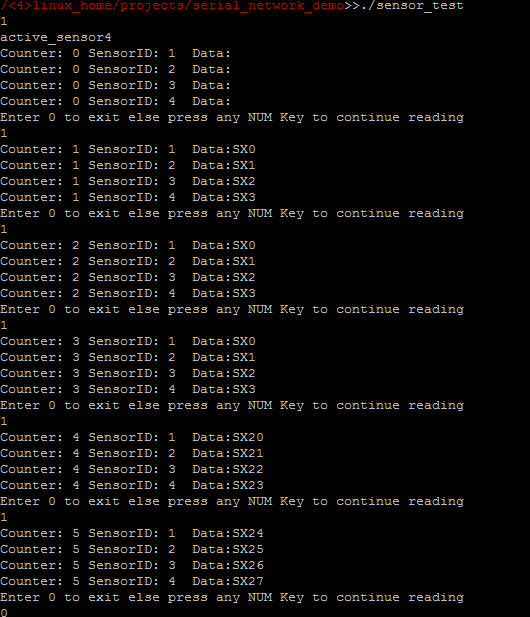 /<4>linux_home/projects/serial_network_demo>>./sensor_test
1
active_sensor4
Counter: 0 SensorID: 1  Data:
Counter: 0 SensorID: 2  Data:
Counter: 0 SensorID: 3  Data:
Counter: 0 SensorID: 4  Data:
Enter 0 to exit else press any NUM Key to continue reading
1
Counter: 1 SensorID: 1  Data:SX0
Counter: 1 SensorID: 2  Data:SX1
Counter: 1 SensorID: 3  Data:SX2
Counter: 1 SensorID: 4  Data:SX3
Enter 0 to exit else press any NUM Key to continue reading
1
Counter: 2 SensorID: 1  Data:SX0
Counter: 2 SensorID: 2  Data:SX1
Counter: 2 SensorID: 3  Data:SX2
Counter: 2 SensorID: 4  Data:SX3
Enter 0 to exit else press any NUM Key to continue reading
1
Counter: 3 SensorID: 1  Data:SX0
Counter: 3 SensorID: 2  Data:SX1
Counter: 3 SensorID: 3  Data:SX2
Counter: 3 SensorID: 4  Data:SX3
Enter 0 to exit else press any NUM Key to continue reading
1
Counter: 4 SensorID: 1  Data:SX20
Counter: 4 SensorID: 2  Data:SX21
Counter: 4 SensorID: 3  Data:SX22
Counter: 4 SensorID: 4  Data:SX23
Enter 0 to exit else press any NUM Key to continue reading
1
Counter: 5 SensorID: 1  Data:SX24
Counter: 5 SensorID: 2  Data:SX25
Counter: 5 SensorID: 3  Data:SX26
Counter: 5 SensorID: 4  Data:SX27
Enter 0 to exit else press any NUM Key to continue reading
0